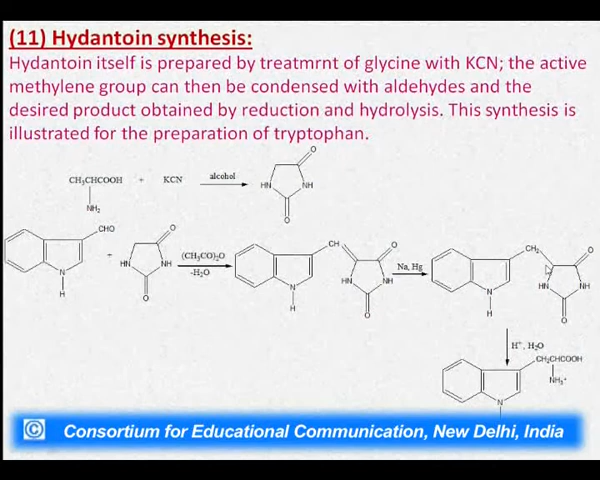 (11) Hydantoin synthesis:
Hydantoin itself is prepared by treatmrnt of glycine with KCN; the active
methylene group can then be condensed with aldehydes and the
desired product obtained by reduction and hydrolysis. This synthesis is
illustrated for the preparation of tryptophan.
CH3CHCOOH + KCN alcohol
NH2
O
HN NH
O
CHO
N
H
+
O
HN NH
O
(CH3CO)2O
-H2O
CH
N
H
O
HN NH
O
Na, Hg
CH2
N
H
O
HN NH
O
H+, H2O
CH2CHCOOH
NH3+
N
© Consortium for Educational Communication, New Delhi, India